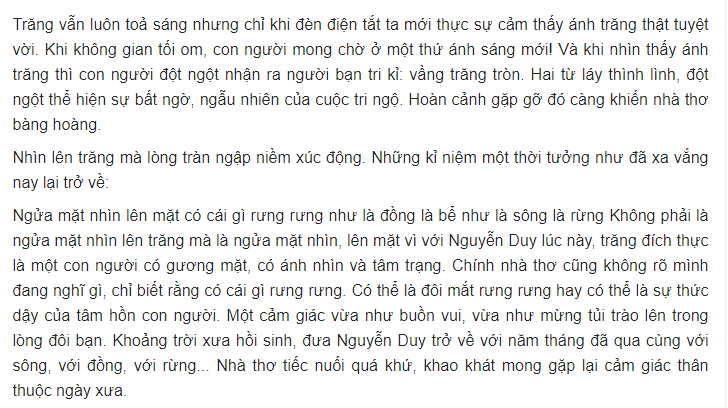 Trăng vẫn luôn toả sáng nhưng chỉ khi đèn điện tắt ta mới thực sự cảm thấy ánh trăng thật tuyệt
vời. Khi không gian tối om, con người mong chờ ở một thứ ánh sáng mới! Và khi nhìn thấy ánh
trăng thì con người đột ngột nhận ra người bạn tri kỉ: vầng trăng tròn. Hai từ láy thình lình, đột
ngột thể hiện sự bất ngờ, ngẫu nhiên của cuộc tri ngộ. Hoàn cảnh gặp gỡ đó càng khiến nhà thơ
bàng hoàng.
Nhìn lên trăng mà lòng tràn ngập niềm xúc động. Những kỉ niệm một thời tưởng như đã xa vắng
nay lại trở về:
Ngửa mặt nhìn lên mặt có cái gì rưng rưng như là đồng là bể như là sông là rừng Không phải là
ngửa mặt nhìn lên trăng mà là ngửa mặt nhìn, lên mặt vì với Nguyễn Duy lúc này, trăng đích thực
là một con người có gương mặt, có ánh nhìn và tâm trạng. Chính nhà thơ cũng không rõ mình
đang nghĩ gì, chỉ biết rằng có cái gì rưng rưng. Có thể là đôi mắt rưng rưng hay có thể là sự thức
dậy của tâm hồn con người. Một cảm giác vừa như buồn vui, vừa như mừng tủi trào lên trong
lòng đôi bạn. Khoảng trời xưa hồi sinh, đưa Nguyễn Duy trở về với năm tháng đã qua cùng với
sông, với đồng, với rừng... Nhà thơ tiếc nuối quá khứ, khao khát mong gặp lại cảm giác thân
thuộc ngày xưa.